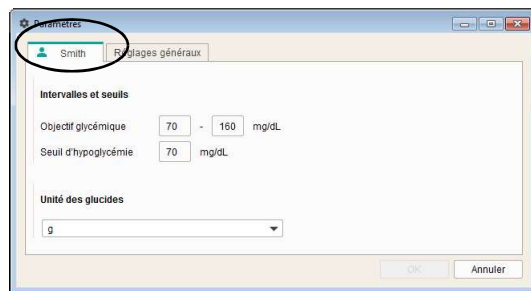 Paramètres
Smith Réglages généraux
Intervalles et seuils
Objectif glycémique 70 - 160 mg/dL
Seuil d'hypoglycémie 70 mg/dL
Unité des glucides
g
OK Annuler